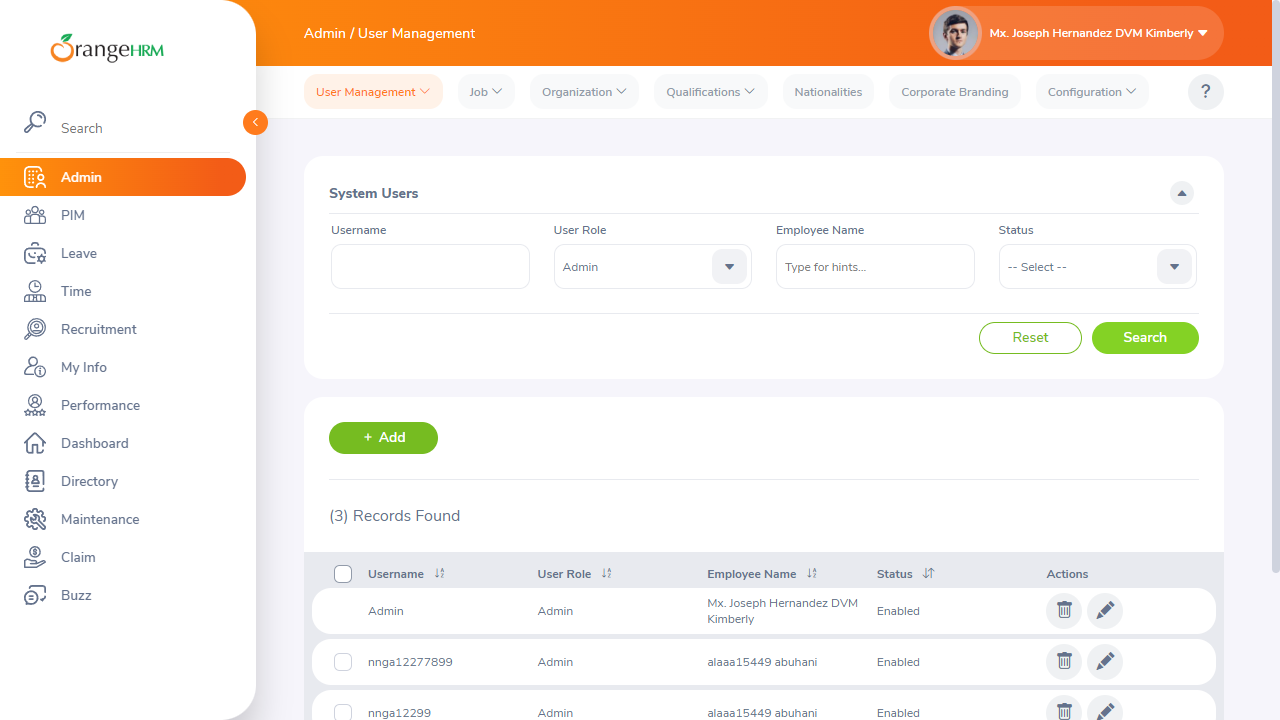 OrangeHRM
Search
Admin
PIM
Leave
Time
Recruitment
My Info
Performance
Dashboard
Directory
Maintenance
Claim
Buzz
Admin / User Management
Mx. Joseph Hernandez DVM Kimberly
User Management
Job
Organization
Qualifications
Nationalities
Corporate Branding
Configuration
?
System Users
Username
User Role
Employee Name
Status
Admin
Type for hints...
-- Select --
Reset
Search
+ Add
(3) Records Found
Username
User Role
Employee Name
Status
Actions
Admin
Admin
Mx. Joseph Hernandez DVM
Kimberly
Enabled
nnga12277899
Admin
alaaa15449 abuhani
Enabled
nnga12299
Admin
alaaa15449 abuhani
Enabled